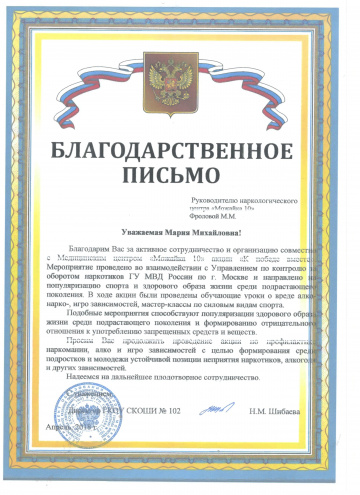 БЛАГОДАРСТВЕННОЕ
ПИСЬМО
Руководителю наркологического
центра «Можайка 10»
Фроловой М.М.
Уважаемая Мария Михайловна!
Благодарим Вас за активное сотрудничество и организацию совместно
с Медицинским центром «Можайка 10» акции «К победе вместе».
Мероприятие проведено во взаимодействии с Управлением по контролю за
оборотом наркотиков ГУ МВД России по г. Москве и направлено на
популяризацию спорта и здорового образа жизни среди подрастающего
поколения. В ходе акции были проведены обучающие уроки о вреде алко-
нарко-, игро зависимостей, мастер-классы по силовым видам спорта.
Подобные мероприятия способствуют популяризации здорового образа
жизни среди подрастающего поколения и формированию отрицательного
отношения к употреблению запрещенных средств и веществ.
Просим Вас продолжить проведение акции по профилактике
наркомании, алко и игро зависимости с целью формирования среди
подростков и молодежи устойчивой позиции неприятия наркотиков, алкоголя
и других зависимостей.
Надеемся на дальнейшее плодотворное сотрудничество.
С уважением,
Директор ГКОУ СКОШИ № 102
Н.М. Шибаева
Апрель,